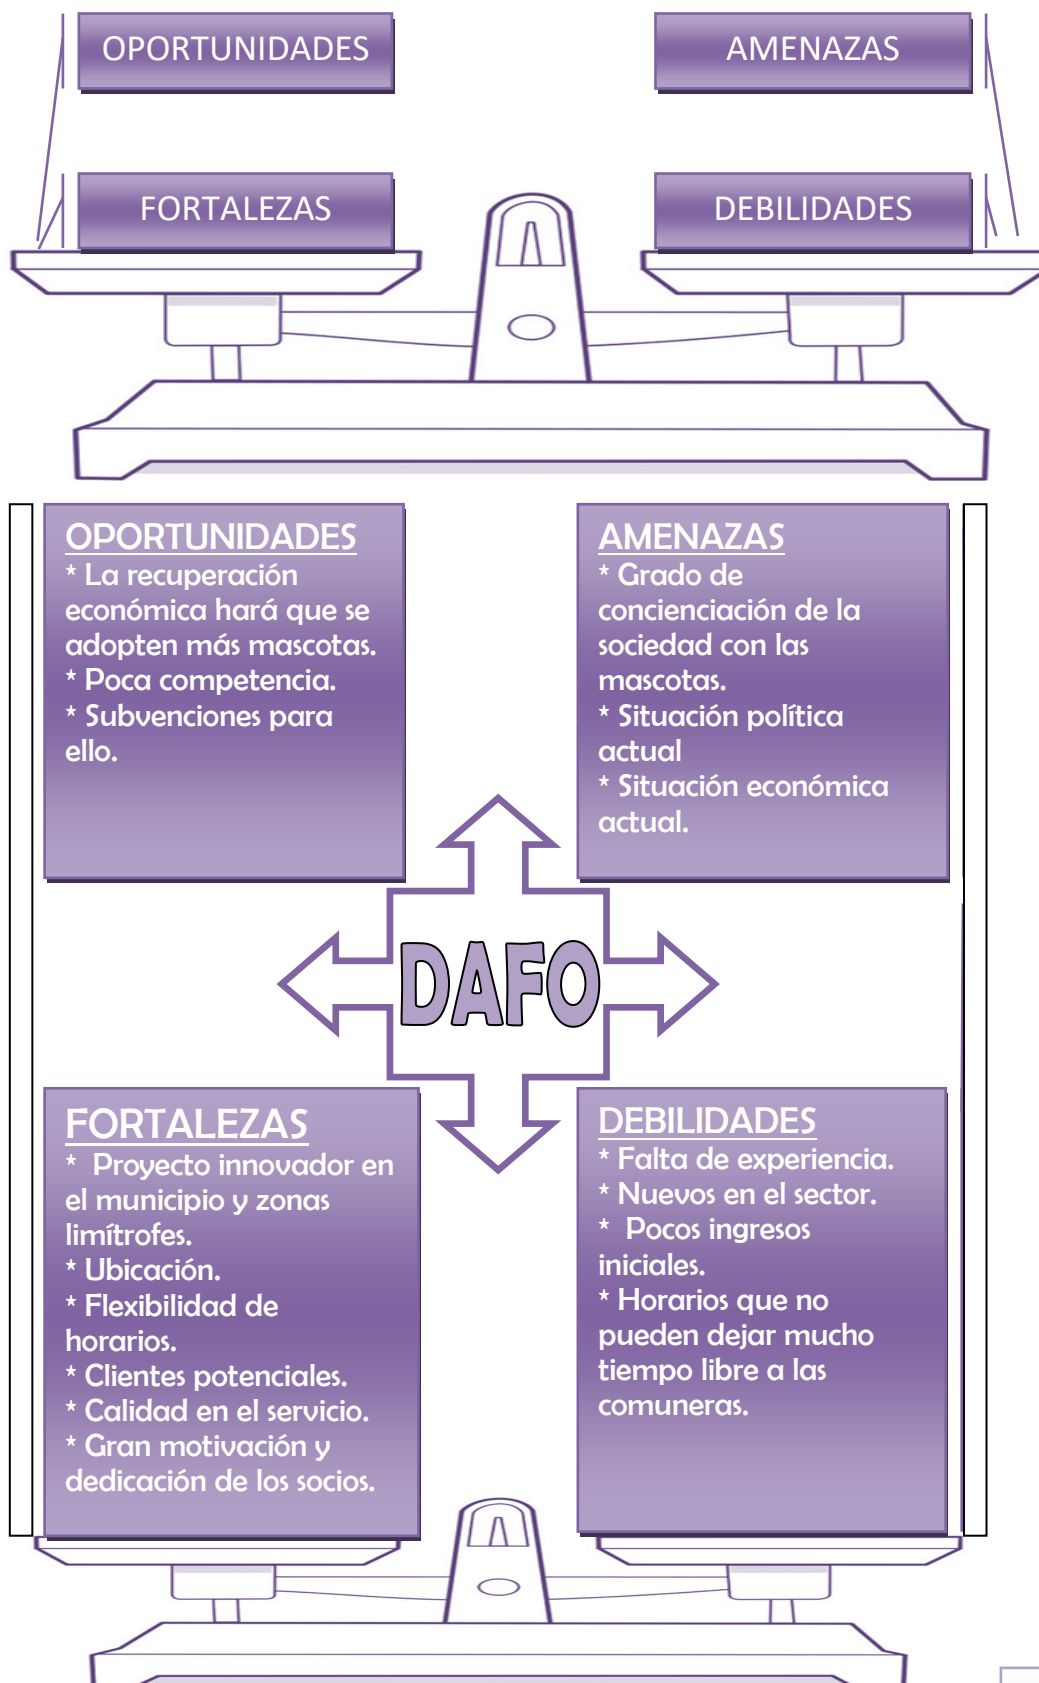 OPORTUNIDADES
AMENAZAS
FORTALEZAS
DEBILIDADES
OPORTUNIDADES
* La recuperación
económica hará que se
adopten más mascotas.
* Poca competencia.
* Subvenciones para
ello.
AMENAZAS
* Grado de
concienciación de la
sociedad con las
mascotas.
* Situación política
actual
* Situación económica
actual.
DAFO
FORTALEZAS
* Proyecto innovador en
el municipio y zonas
limítrofes.
* Ubicación.
* Flexibilidad de
horarios.
* Clientes potenciales.
* Calidad en el servicio.
* Gran motivación y
dedicación de los socios.
DEBILIDADES
* Falta de experiencia.
* Nuevos en el sector.
* Pocos ingresos
iniciales.
* Horarios que no
pueden dejar mucho
tiempo libre a las
comuneras.